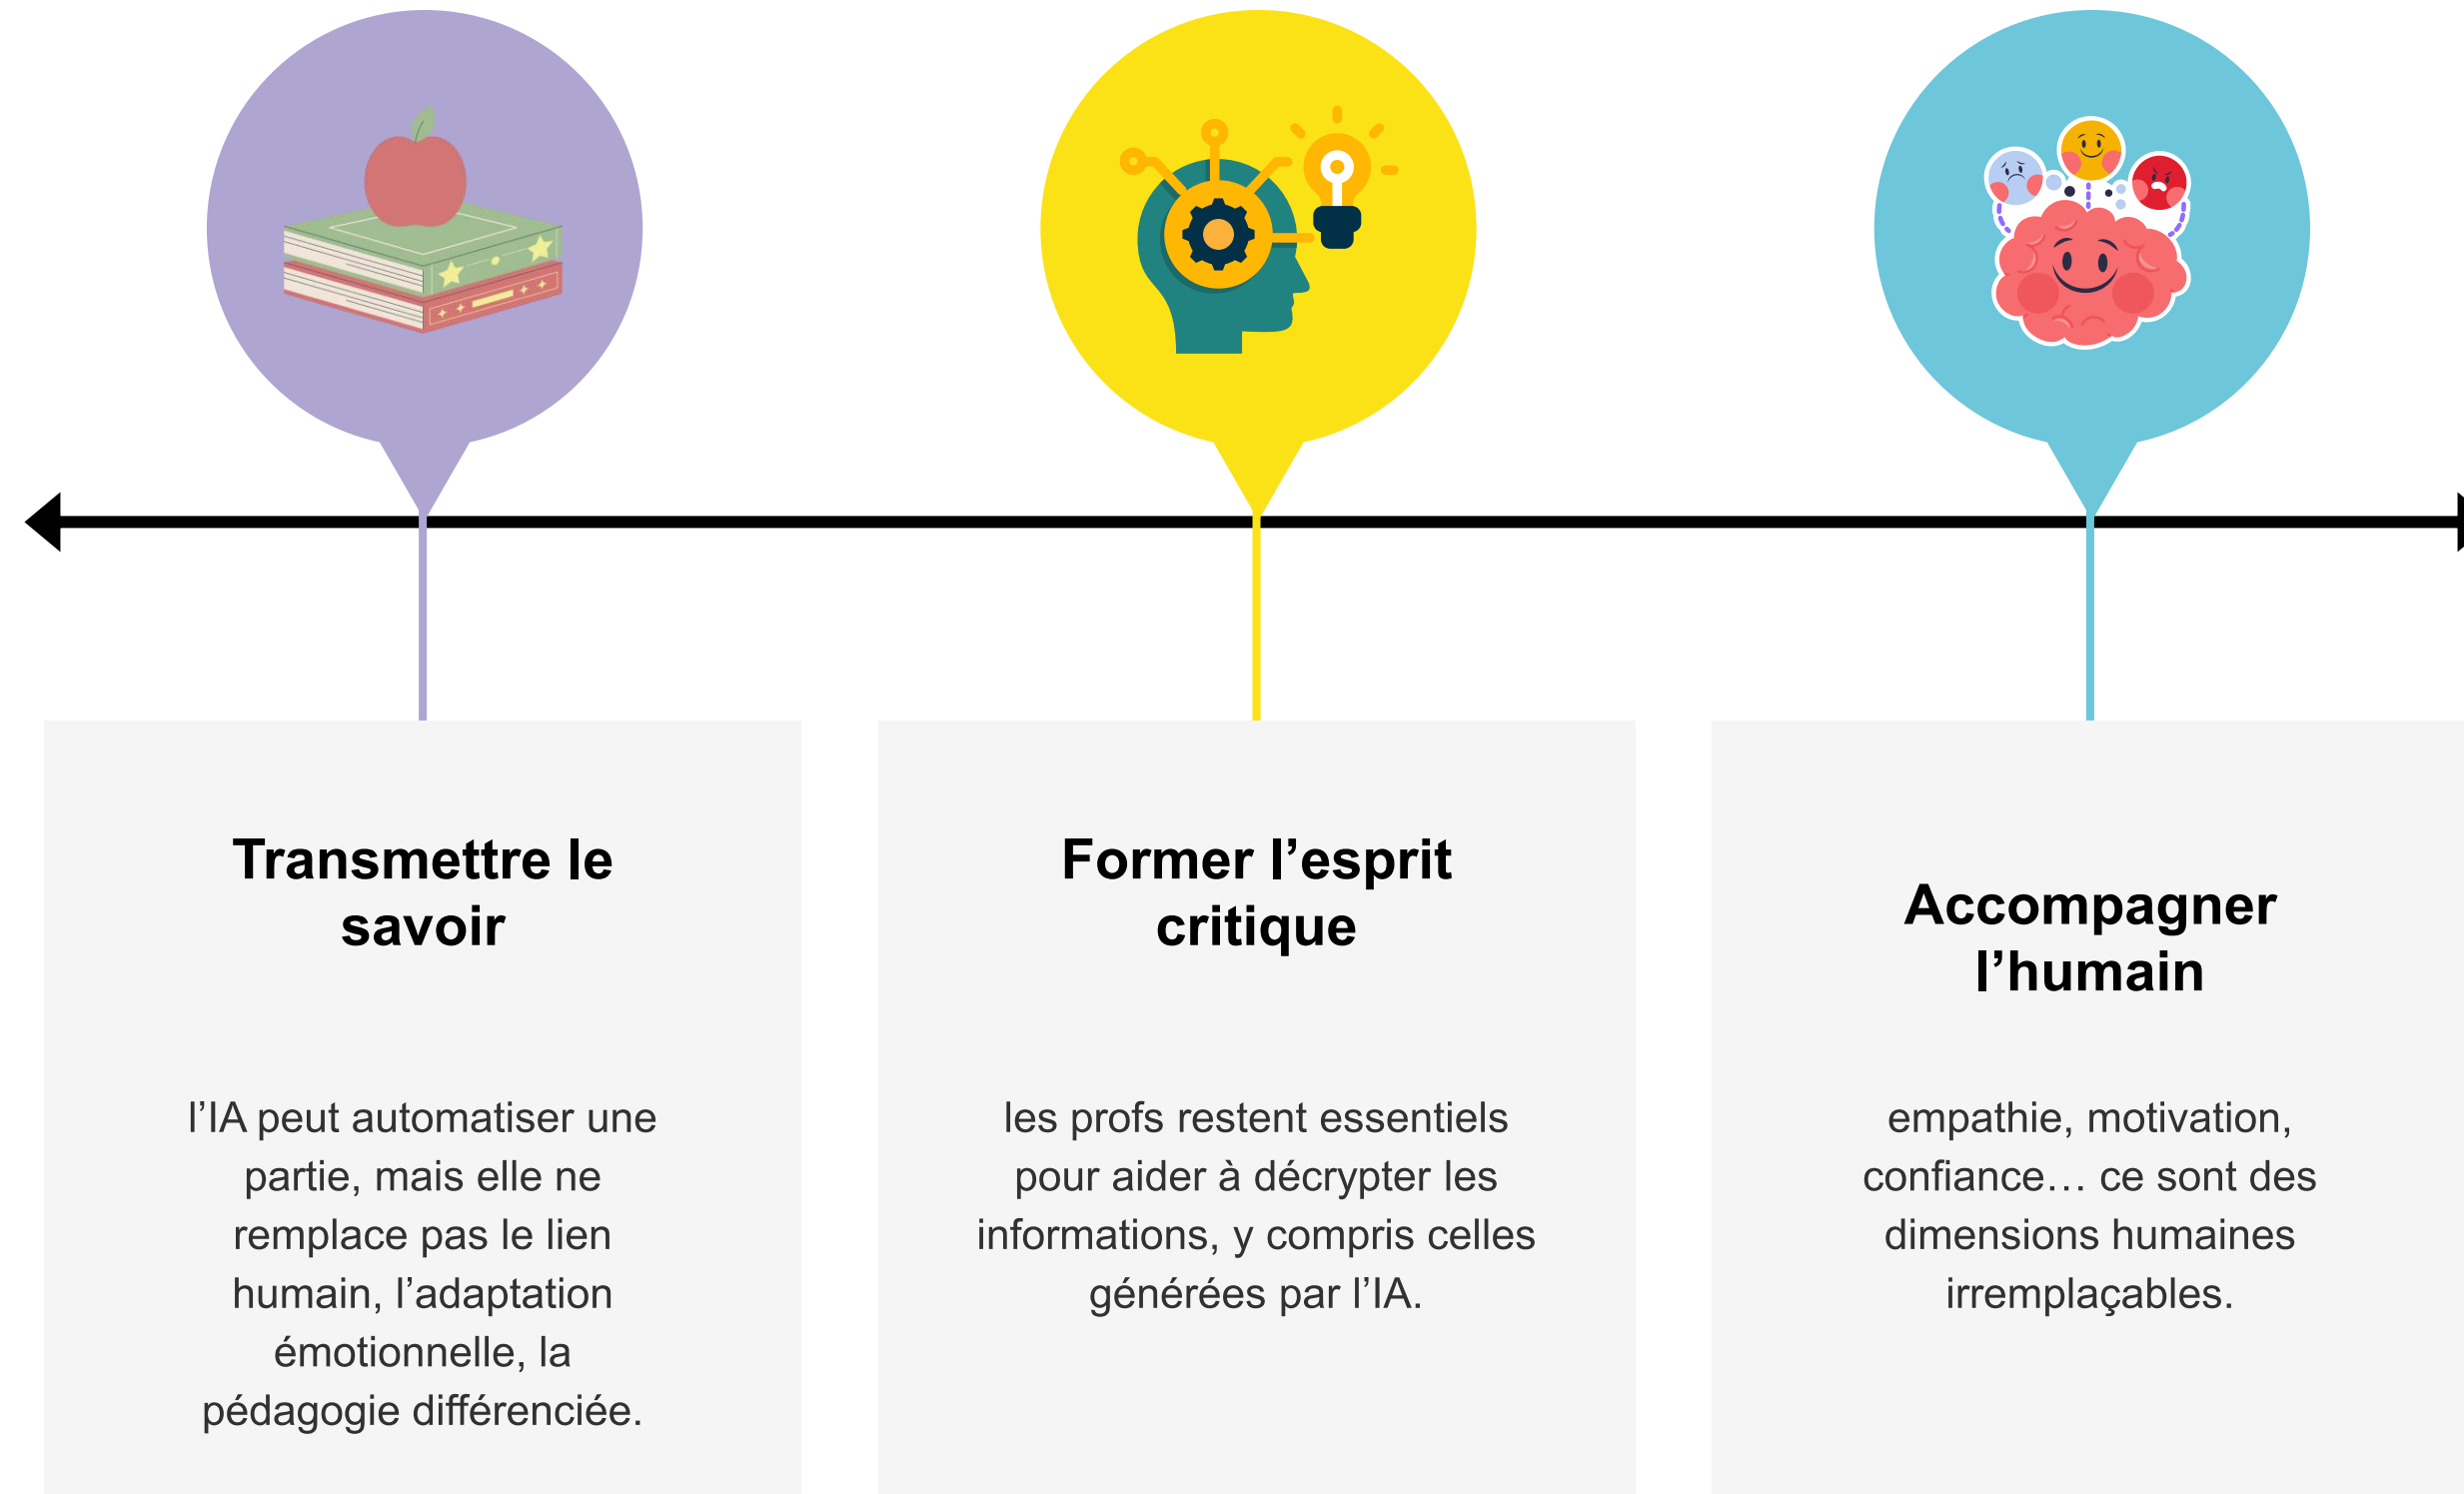 Transmettre le
savoir
l’IA peut automatiser une
partie, mais elle ne
remplace pas le lien
humain, l’adaptation
émotionnelle, la
pédagogie différenciée.
Former l’esprit
critique
les profs restent essentiels
pour aider à décrypter les
informations, y compris celles
générées par l’IA.
Accompagner
l’humain
empathie, motivation,
confiance… ce sont des
dimensions humaines
irremplaçables.